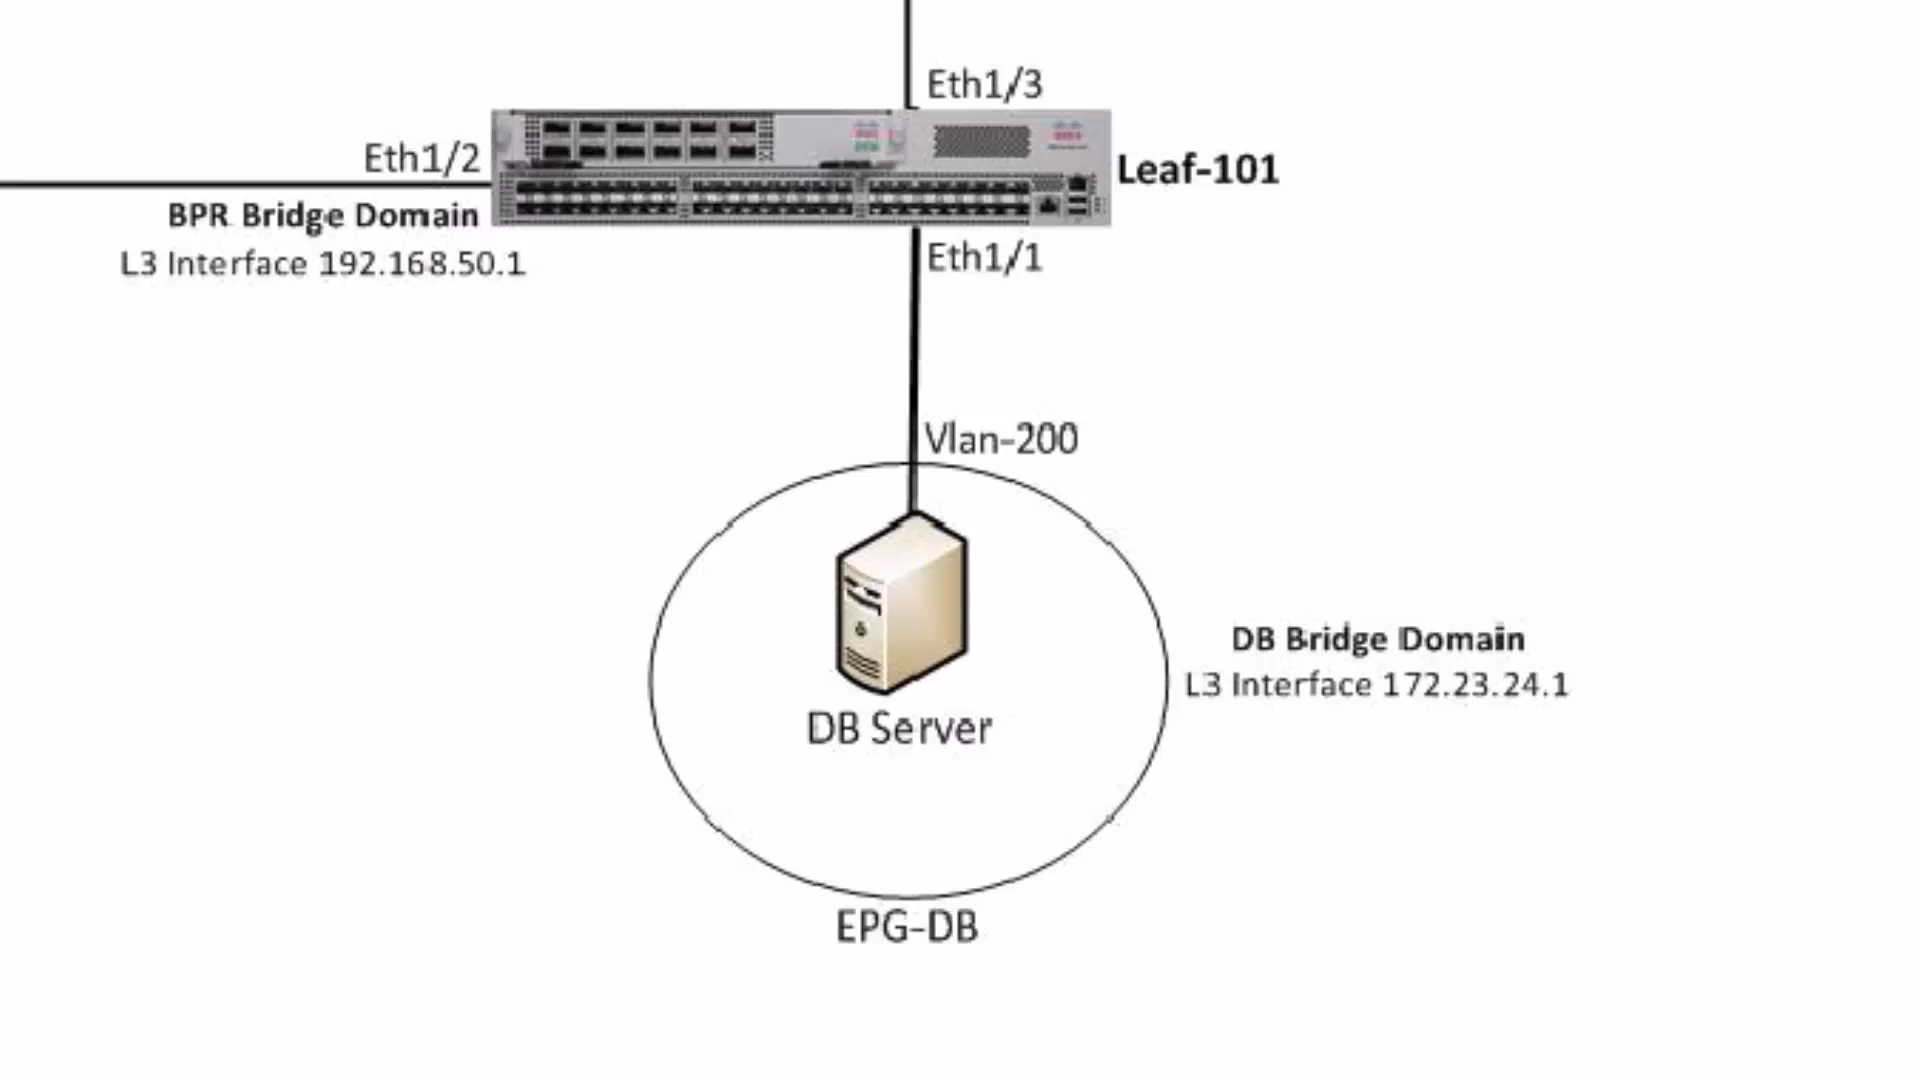 Eth1/3
Eth1/2
Leaf-101
BPR Bridge Domain
L3 Interface 192.168.50.1
Eth1/1
Vlan-200
DB Bridge Domain
L3 Interface 172.23.24.1
DB Server
EPG-DB